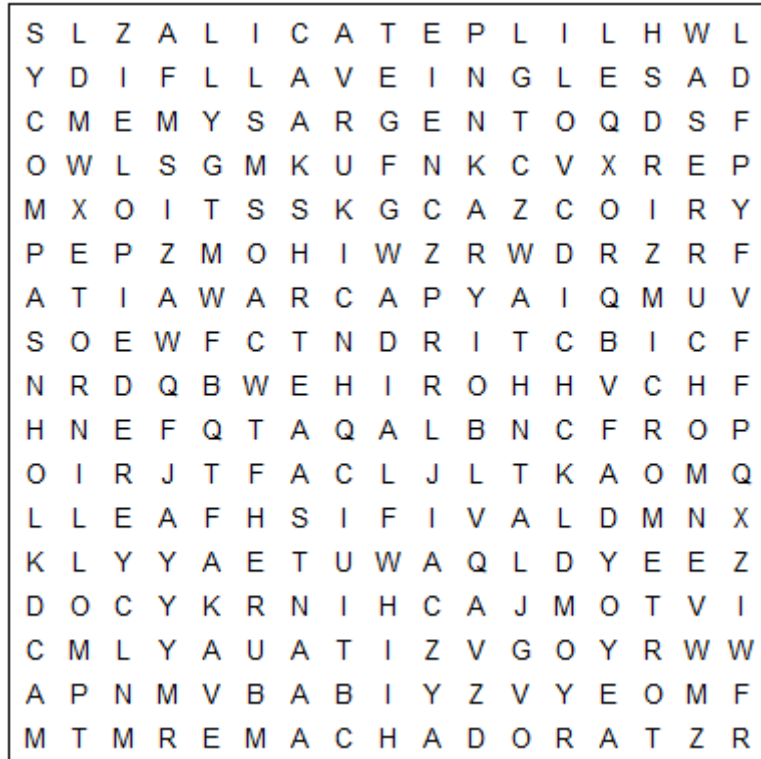 S L Z A L I C A T E P L I L H W L
Y D I F L L A V E I N G L E S A D
C M E M Y S A R G E N T O Q D S F
O W L S G M K U F N K C V X R E P
M X O I T S S K G C A Z C O I R Y
P E P Z M O H I W Z R W D R Z R F
A T I A W A R C A P Y A I Q M U V
S O E W F C T N D R I T C B I C F
N R D Q B W E H I R O H H V C H F
H N E F Q T A Q A L B N C F R O P
O I R J T F A C L J L T K A O M Q
L L E A F H S I F I V A L D M N X
K L Y Y A E T U W A Q L D Y E E Z
D O C Y K R N I H C A J M O T V I
C M L Y A U A T I Z V G O Y R W W
A P N M V B A B I Y Z V Y E O M F
M T M R E M A C H A D O R A T Z R